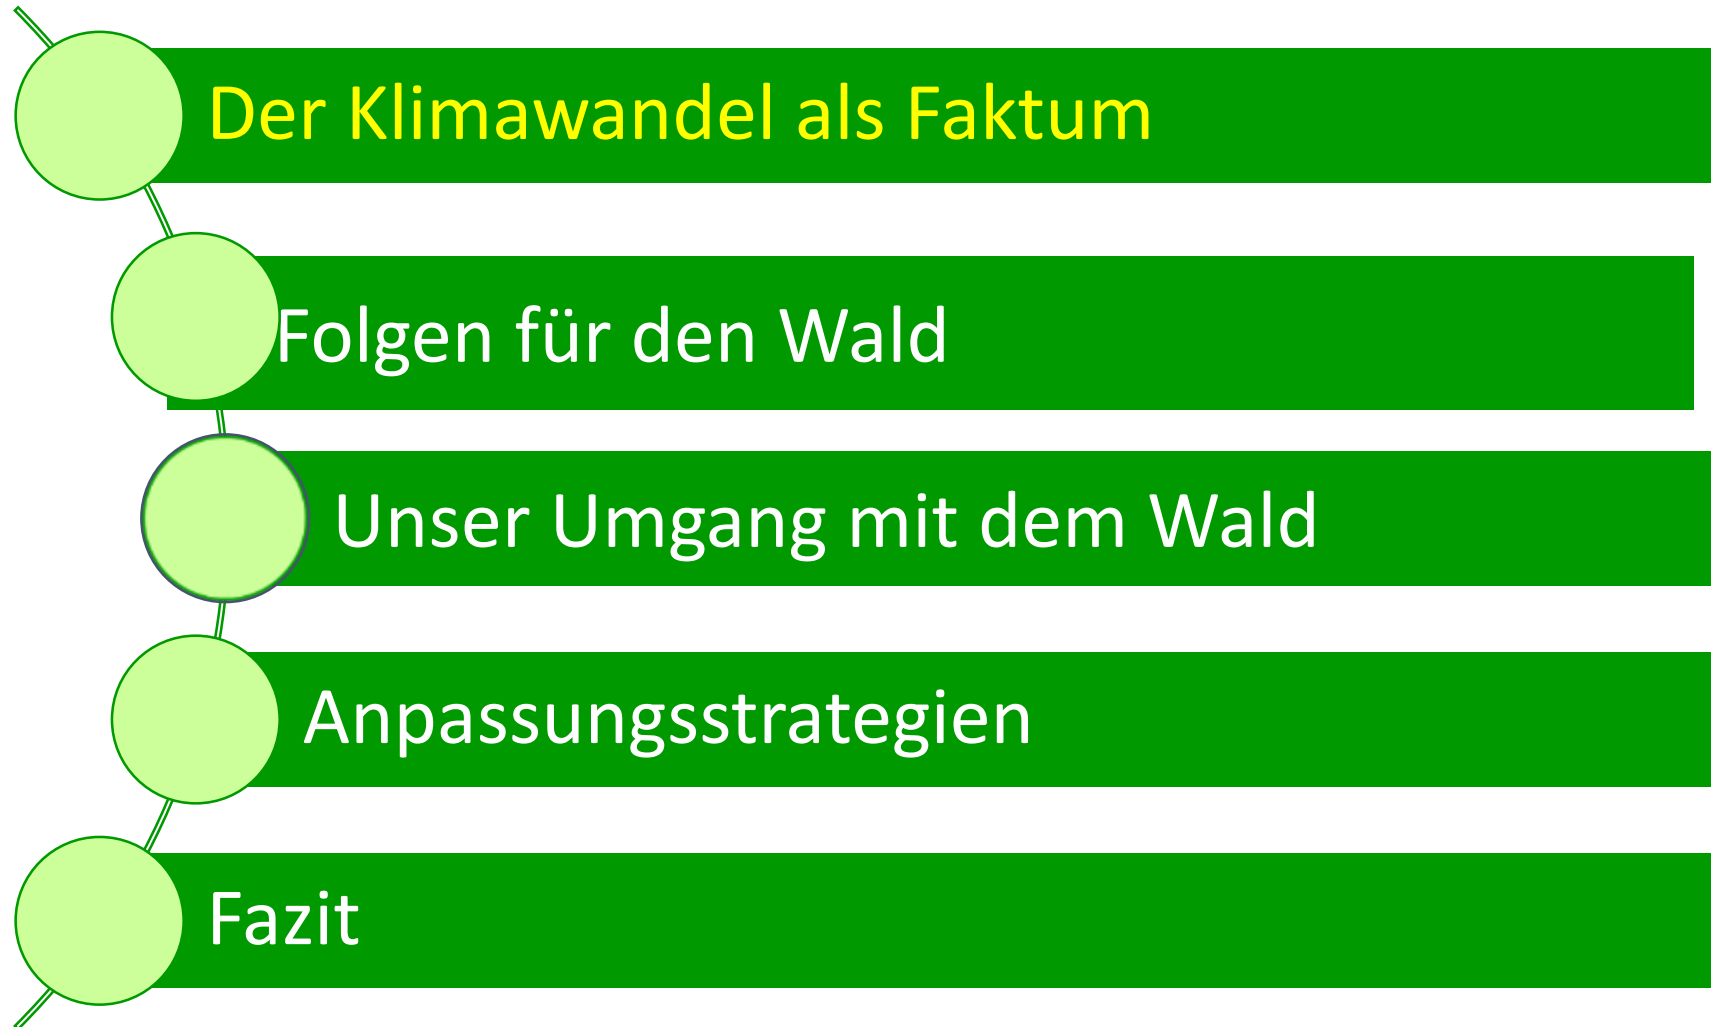 Der Klimawandel als Faktum
Folgen für den Wald
Unser Umgang mit dem Wald
Anpassungsstrategien
Fazit